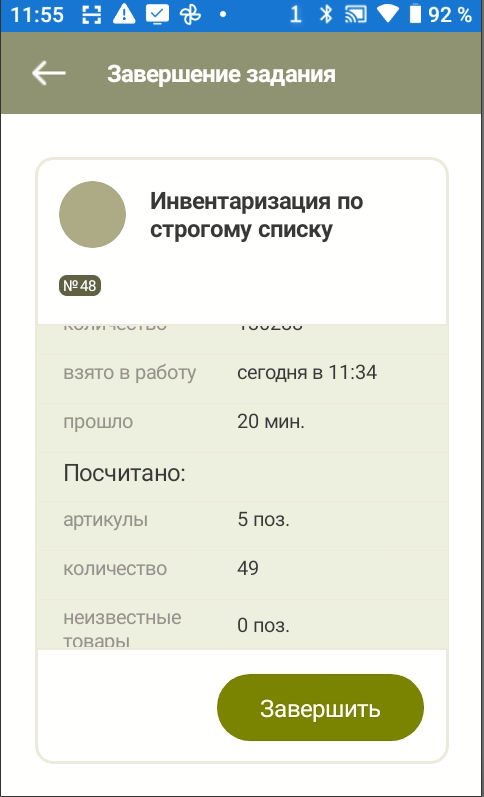 11:55
1
92 %
Завершение задания
Инвентаризация по
строгому списку
№48
количество
взято в работу
сегодня в 11:34
прошло
20 мин.
Посчитано:
артикулы
5 поз.
количество
49
неизвестные
товары
0 поз.
Завершить